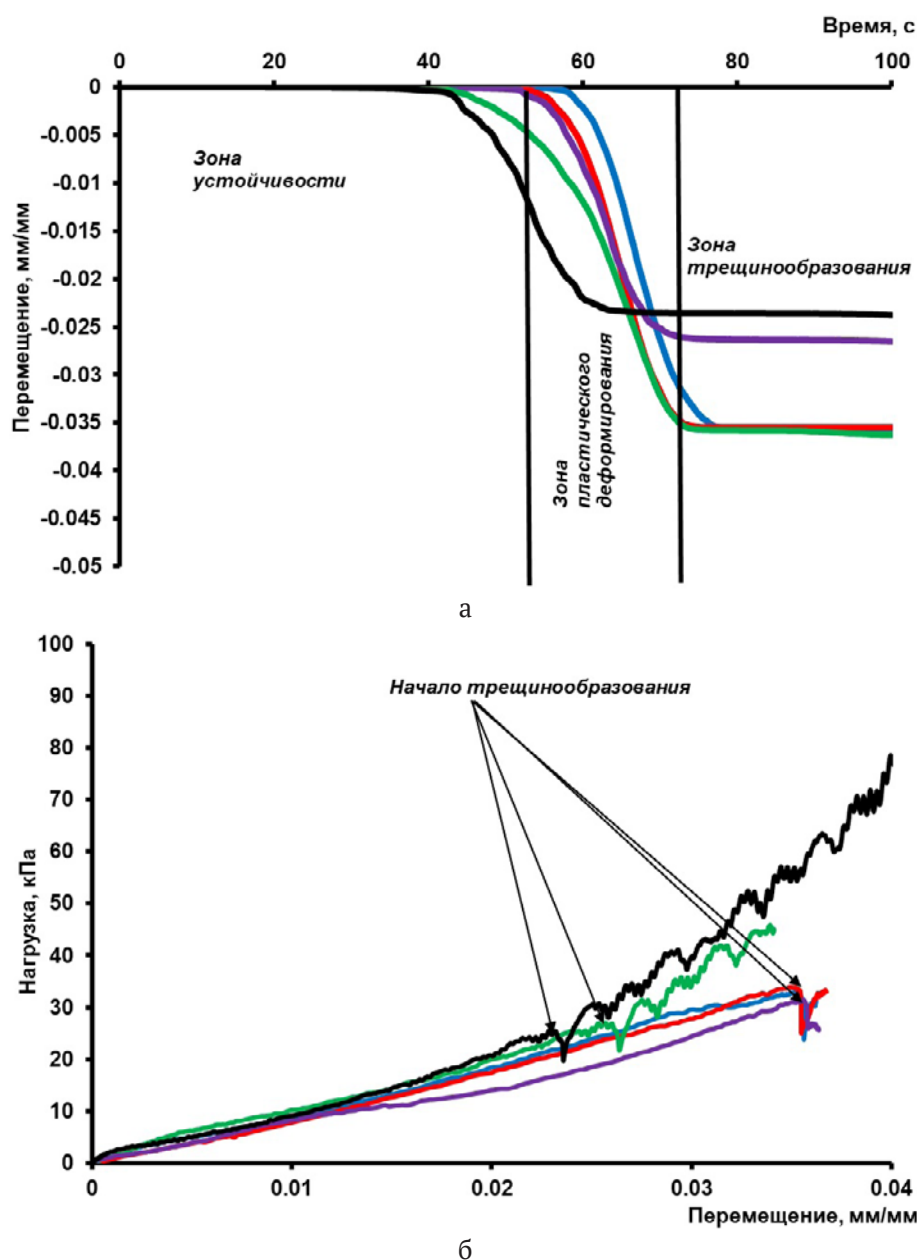 Время, с
0 20 40 60 80 100
0
-0.005
-0.01
-0.015
-0.02
-0.025
-0.03
-0.035
-0.04
-0.045
-0.05
Перемещение, мм/мм
Зона
устойчивости
Зона
пластического
деформирования
Зона
трещинообразования
а
100
90
80
70
60
50
40
30
20
10
0
Нагрузка, кПа
Начало трещинообразования
0 0.01 0.02 0.03 0.04
Перемещение, мм/мм
б